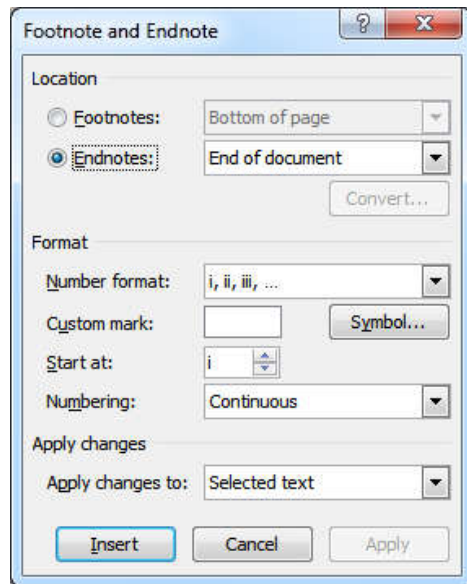 Footnote and Endnote
Location
Footnotes: Bottom of page
Endnotes: End of document
Convert...
Format
Number format: i, ii, iii, ...
Custom mark: Symbol...
Start at: i
Numbering: Continuous
Apply changes
Apply changes to: Selected text
Insert Cancel Apply